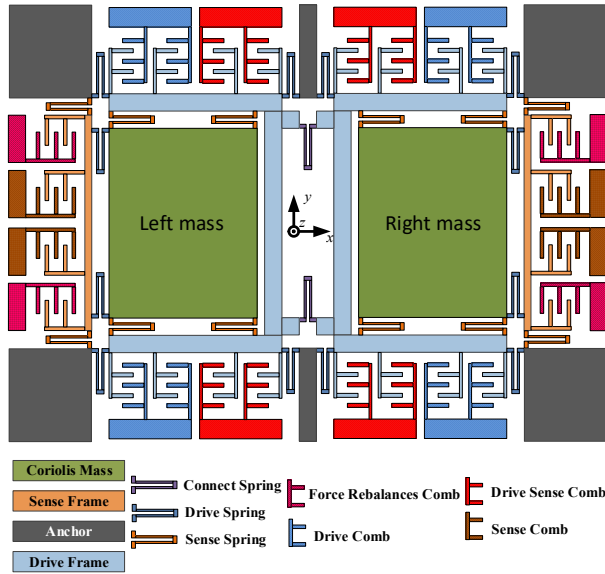 y
Left mass
z
x
Right mass
Coriolis Mass
Connect Spring
Force Rebalances Comb
Drive Sense Comb
Sense Frame
Drive Spring
Anchor
Sense Spring
Drive Comb
Sense Comb
Drive Frame